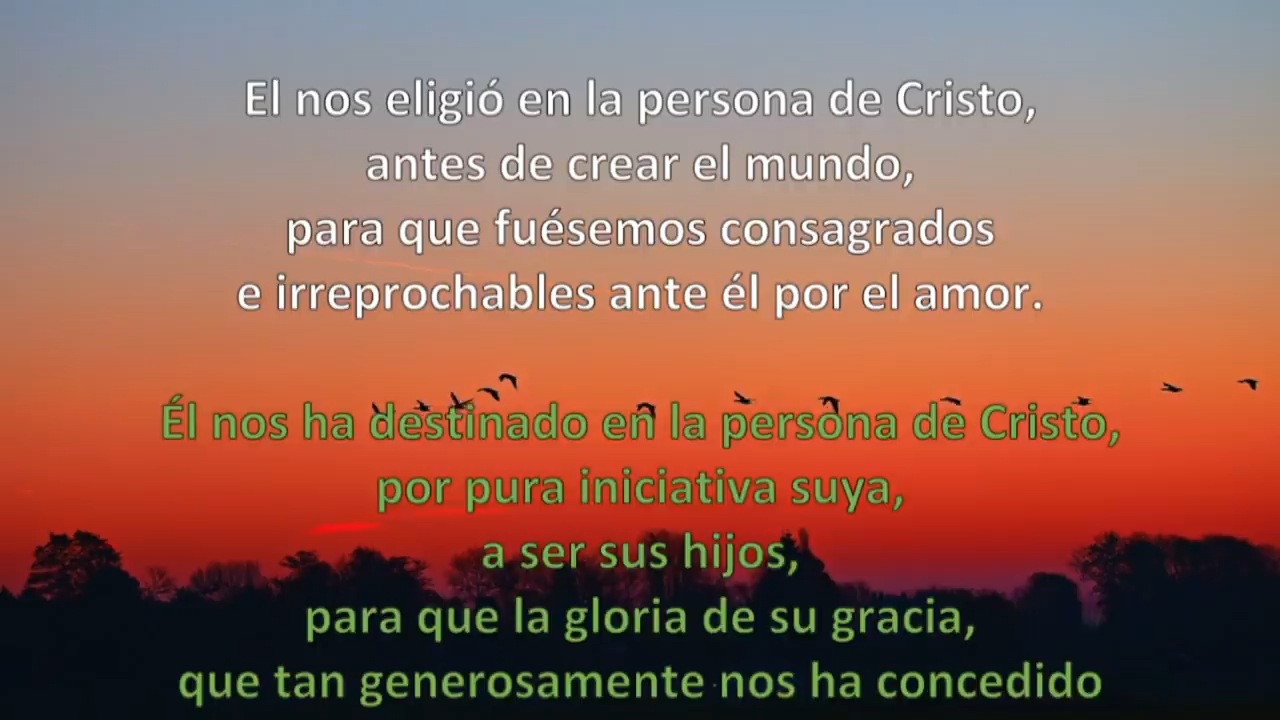 El nos eligió en la persona de Cristo,
antes de crear el mundo,
para que fuésemos consagrados
e irreprochables ante él por el amor.
Él nos ha destinado en la persona de Cristo,
por pura iniciativa suya,
a ser sus hijos,
para que la gloria de su gracia,
que tan generosamente nos ha concedido